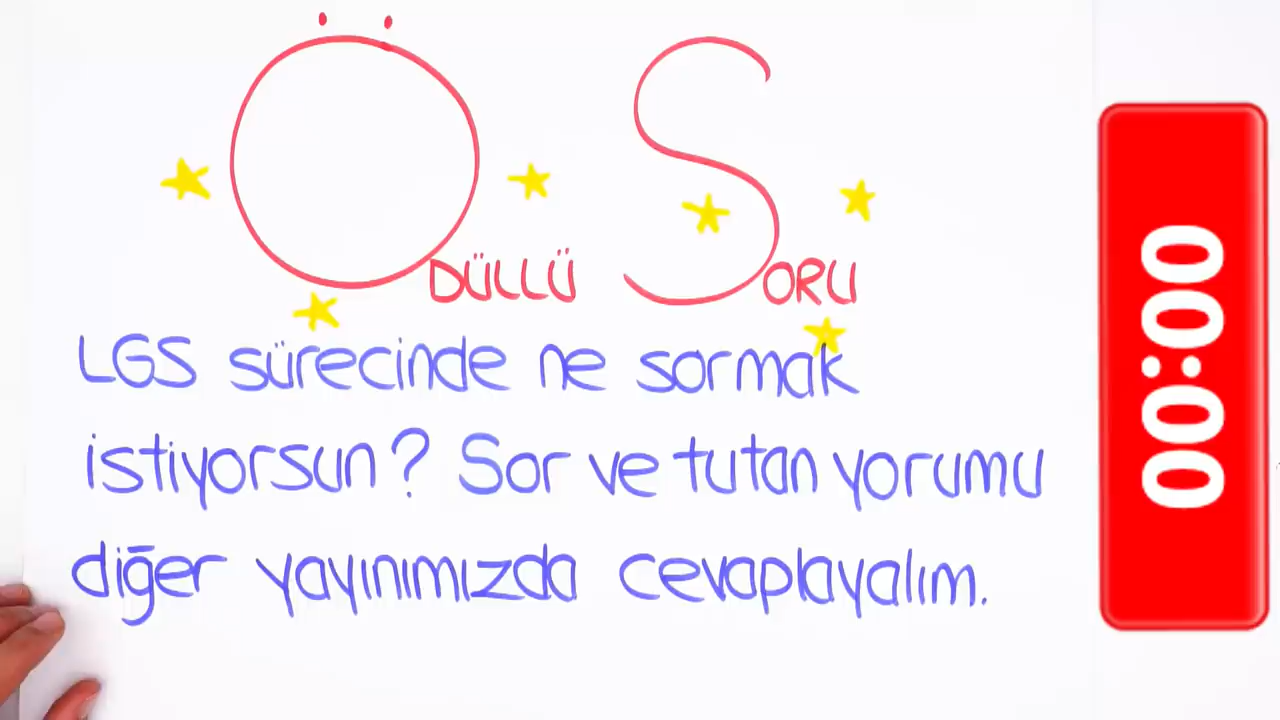 ÖDÜLLÜ SORU
LGS sürecinde ne sormak
istiyorsun? Sor ve tutan yorumu
diğer yayınımızda cevaplayalım.
00:00